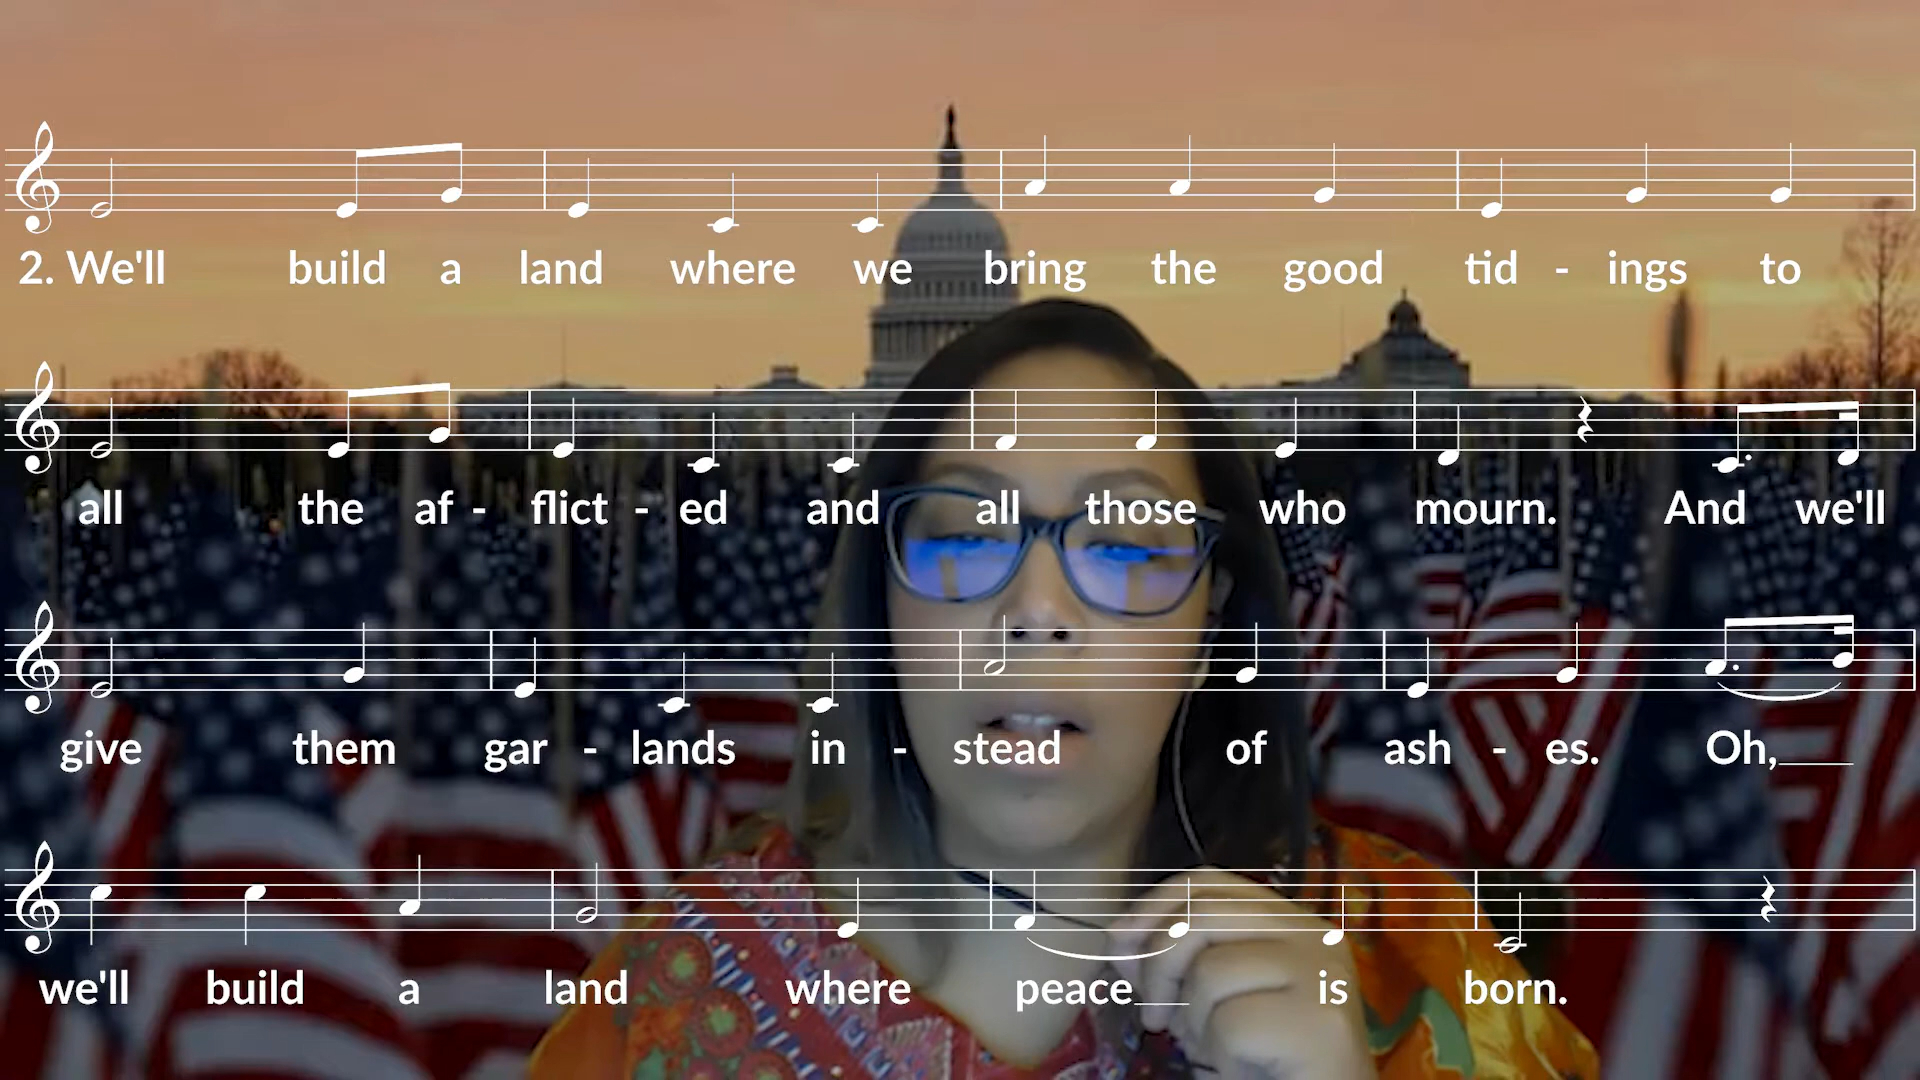 2. We'll build a land where we bring the good tid - ings to
all the af - flict - ed and all those who mourn. And we'll
give them gar - lands in - stead of ash - es. Oh,
we'll build a land where peace is born.